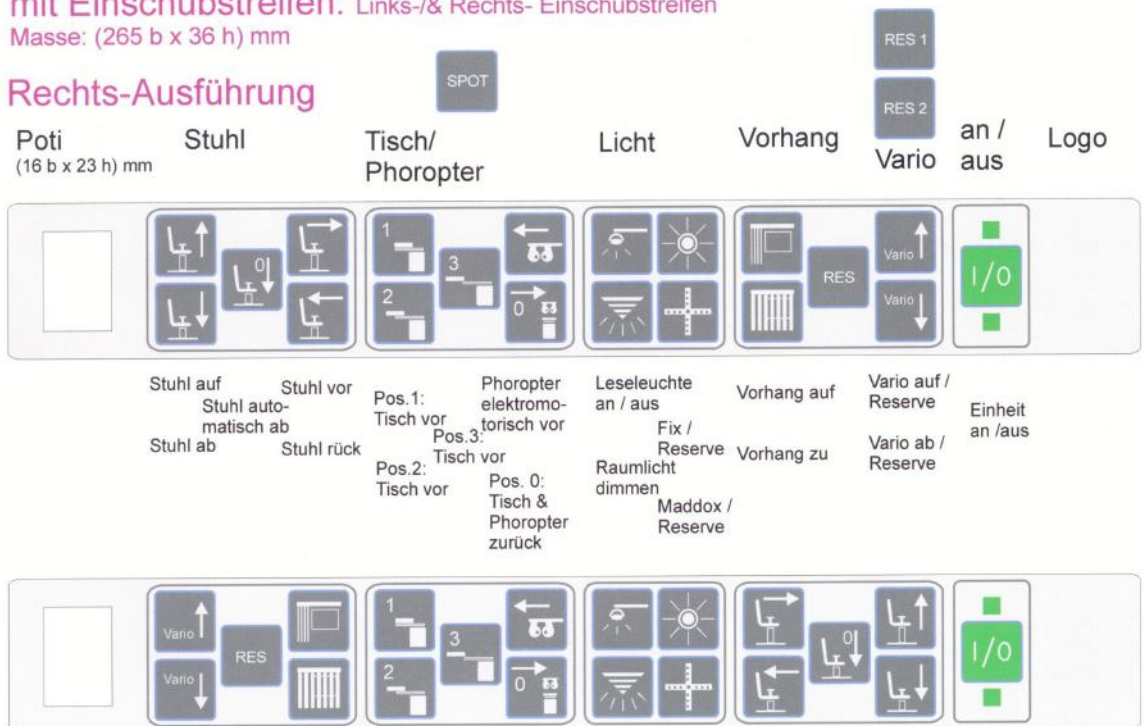 mit Einschubstreifen: Links-/& Rechts- Einschubstreifen
Masse: (265 b x 36 h) mm
RES 1
SPOT
Rechts-Ausführung
RES 2
Poti
(16 b x 23 h) mm
Stuhl
Tisch/
Phoropter
Licht
Vorhang
Vario
an /
aus
Logo
0
1
3
2
0
RES
Vario
Vario
I/O
Stuhl auf
Stuhl auto-
matisch ab
Stuhl ab
Stuhl vor
Stuhl rück
Pos.1:
Tisch vor
Pos.3:
Tisch vor
Pos.2:
Tisch vor
Phoropter
elektromo-
torisch vor
Pos. 0:
Tisch &
Phoropter
zurück
Leseleuchte
an / aus
Fix /
Reserve
Raumlicht
dimmen
Maddox /
Reserve
Vorhang auf
Vorhang zu
Vario auf /
Reserve
Vario ab /
Reserve
Einheit
an /aus
Vario
Vario
RES
1
3
2
0
0
I/O